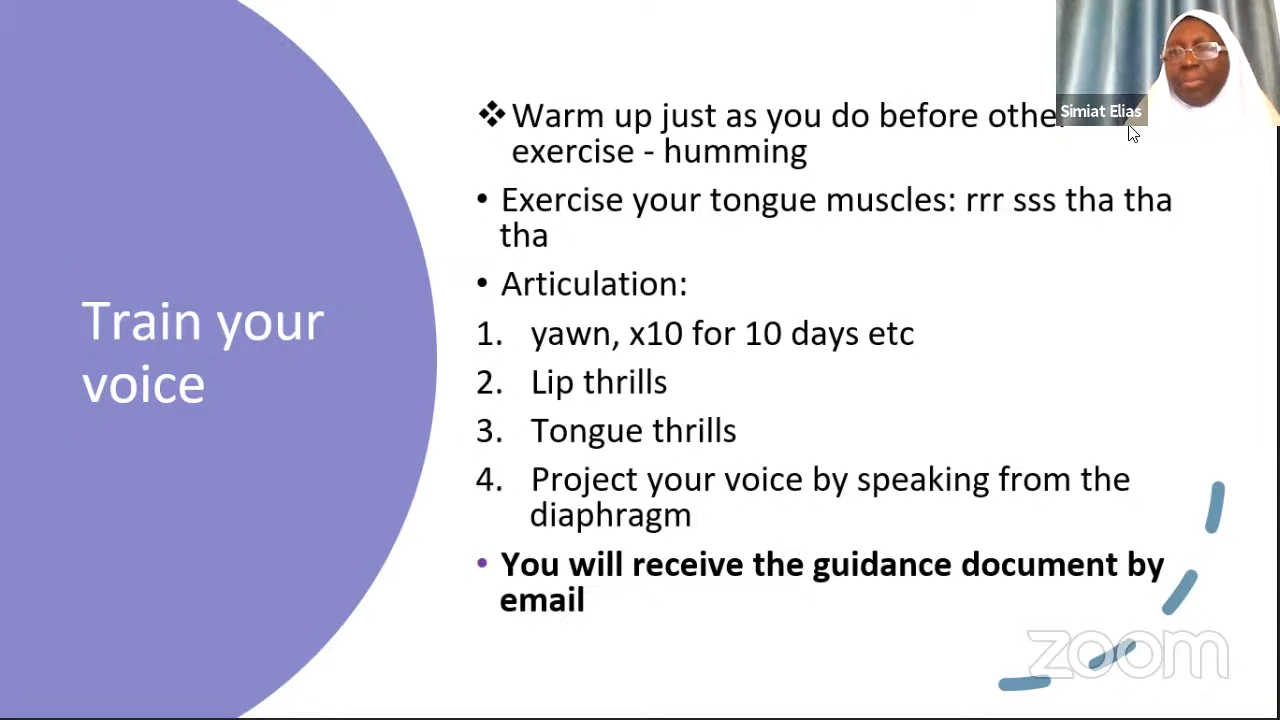 Train your
voice
❖ Warm up just as you do before other
exercise - humming
• Exercise your tongue muscles: rrr sss tha tha
tha
• Articulation:
1. yawn, x10 for 10 days etc
2. Lip thrills
3. Tongue thrills
4. Project your voice by speaking from the
diaphragm
• You will receive the guidance document by
email
Simiat Elias
zoom